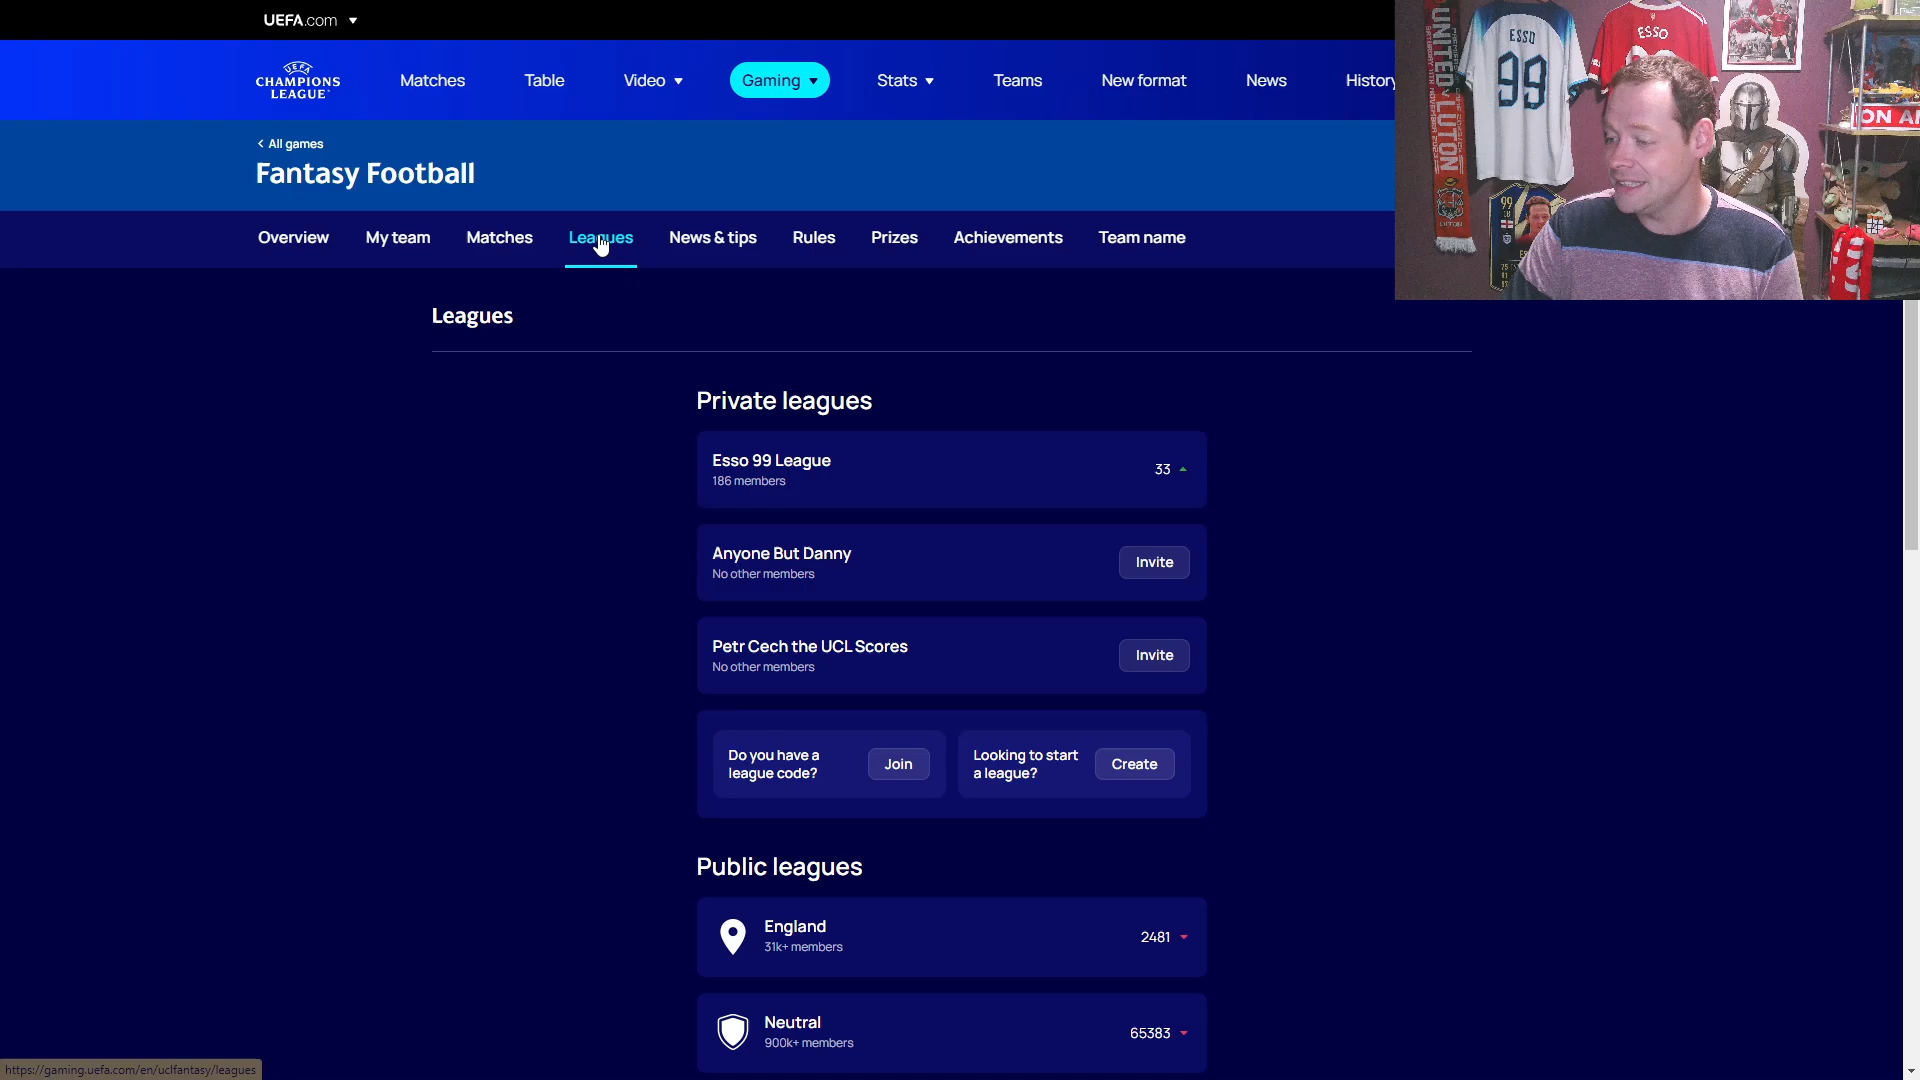 UEFA.com
UEFA
CHAMPIONS
LEAGUE
Matches
Table
Video
Gaming
Stats
Teams
New format
News
History
All games
Fantasy Football
Overview
My team
Matches
Leagues
News & tips
Rules
Prizes
Achievements
Team name
Leagues
Private leagues
Esso 99 League
186 members
33
Anyone But Danny
No other members
Invite
Petr Cech the UCL Scores
No other members
Invite
Do you have a
league code?
Join
Looking to start
a league?
Create
Public leagues
England
31k+ members
2481
Neutral
900k+ members
65383
https://gaming.uefa.com/en/uclfantasy/leagues
UNITED
LUTON
ESSO
99
ESSO
99
ON